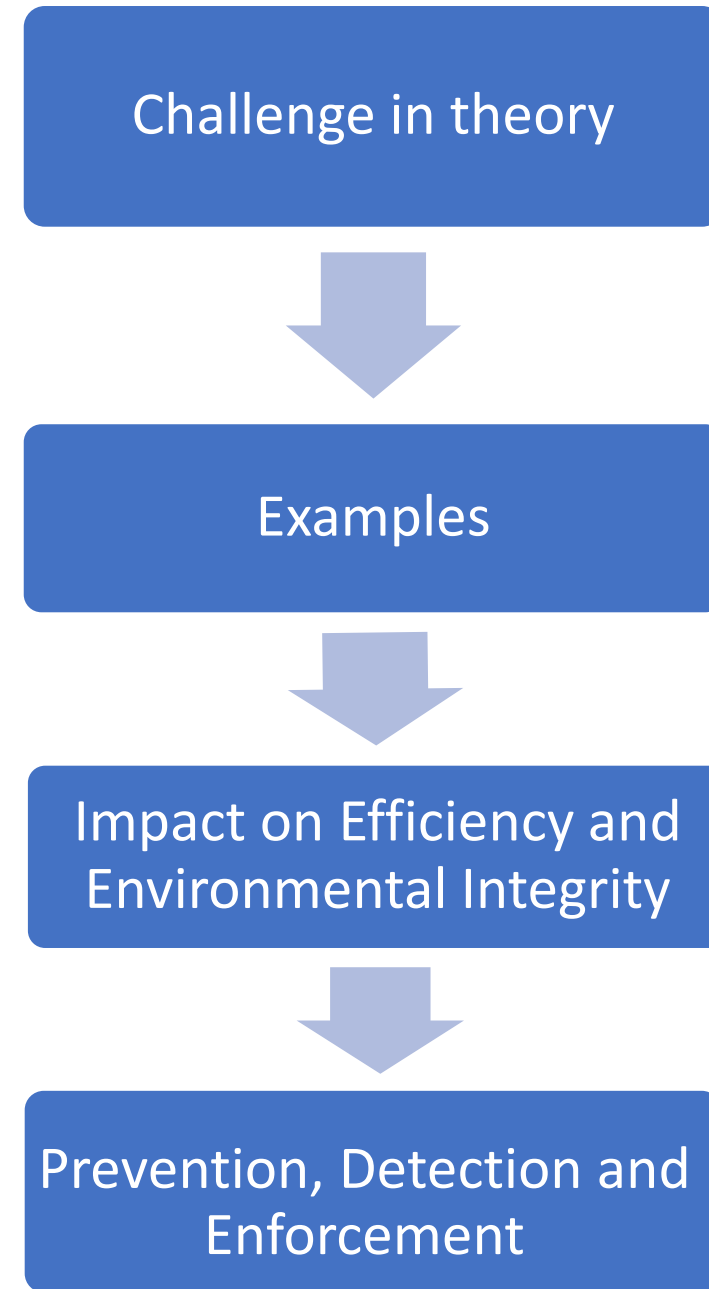 Challenge in theory
Examples
Impact on Efficiency and
Environmental Integrity
Prevention, Detection and
Enforcement